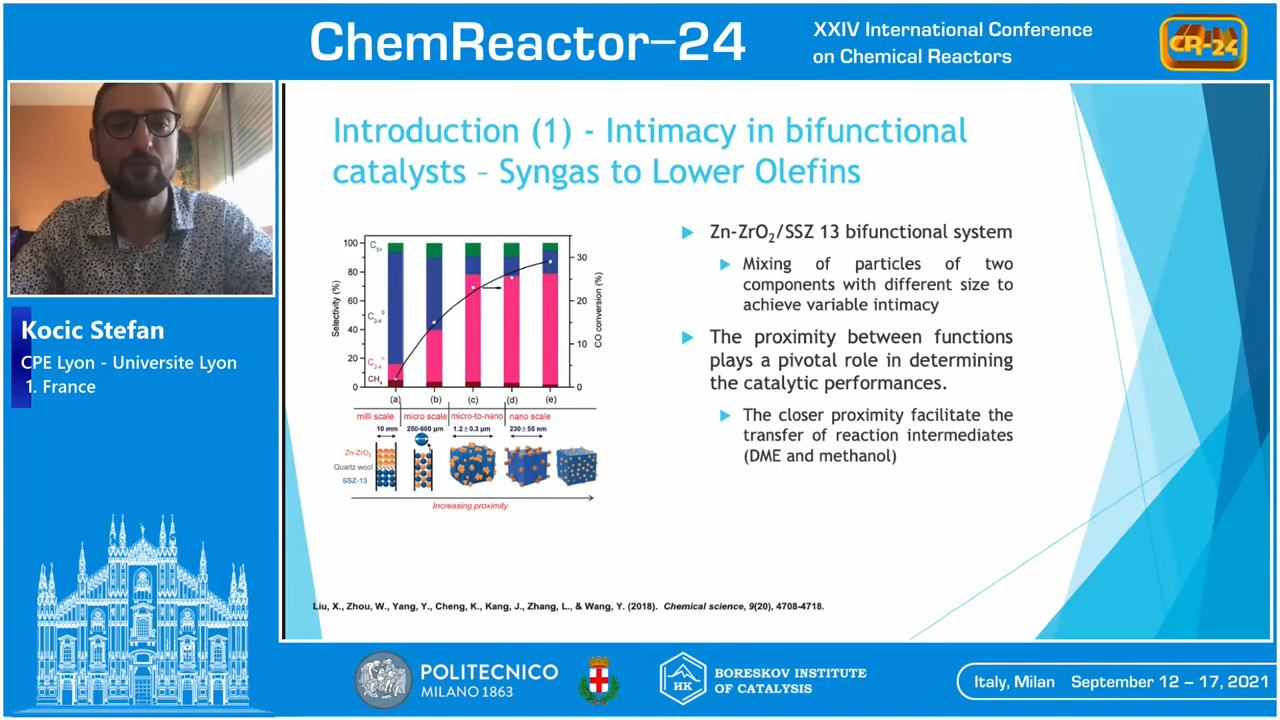 ChemReactor–24
XXIV International Conference
on Chemical Reactors
CR-24
Introduction (1) - Intimacy in bifunctional
catalysts – Syngas to Lower Olefins
Kocic Stefan
CPE Lyon - Universite Lyon
1. France
Selectivity (%)
100
80
60
40
20
0
C5+
C2-4 0
C2-4 =
CH4
30
20
10
0
CO conversion (%)
(a) (b) (c) (d) (e)
milli scale micro scale micro-to-nano nano scale
10 mm 250-600 μm 1.2±0.3 μm 230±55 nm
Zn-ZrO2
Quartz wool
SSZ-13
Increasing proximity
Zn-ZrO2/SSZ 13 bifunctional system
Mixing of particles of two
components with different size to
achieve variable intimacy
The proximity between functions
plays a pivotal role in determining
the catalytic performances.
The closer proximity facilitate the
transfer of reaction intermediates
(DME and methanol)
Liu, X., Zhou, W., Yang, Y., Cheng, K., Kang, J., Zhang, L., & Wang, Y. (2018). Chemical science, 9(20), 4708-4718.
POLITECNICO
MILANO 1863
НК
BORESKOV INSTITUTE
OF CATALYSIS
Italy, Milan September 12 – 17, 2021